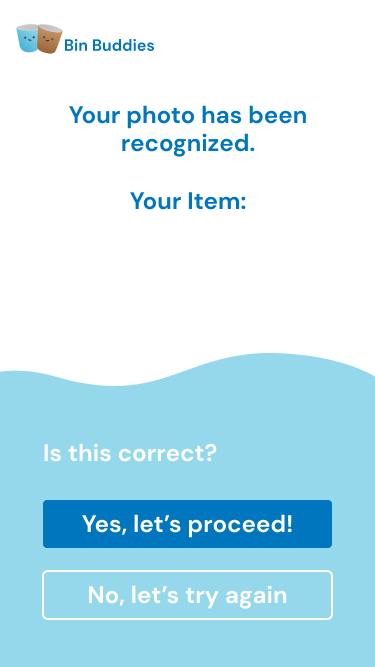 Bin Buddies
Your photo has been
recognized.
Your Item:
Is this correct?
Yes, let’s proceed!
No, let’s try again